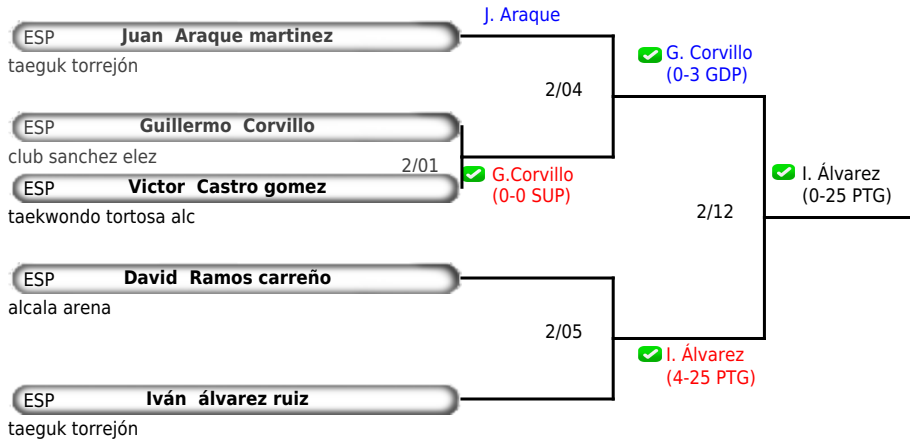 J. Araque
ESP Juan Araque martinez
taeguk torrejón
2/04
G. Corvillo
(0-3 GDP)
ESP Guillermo Corvillo
club sanchez elez
2/01
G.Corvillo
(0-0 SUP)
ESP Victor Castro gomez
taekwondo tortosa alc
2/12
I. Álvarez
(0-25 PTG)
ESP David Ramos carreño
alcala arena
2/05
I. Álvarez
(4-25 PTG)
ESP Iván álvarez ruiz
taeguk torrejón